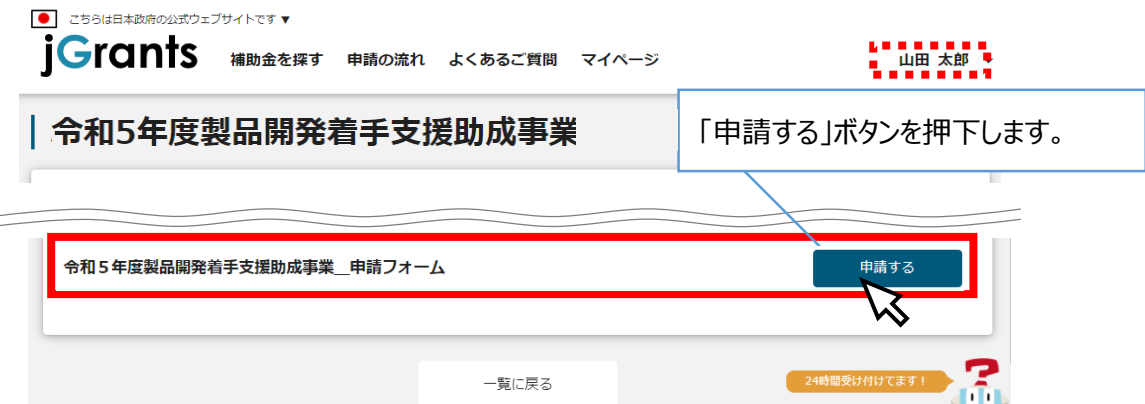 こちらは日本政府の公式ウェブサイトです ▼
jGrants 補助金を探す 申請の流れ よくあるご質問 マイページ 山田 太郎
令和5年度製品開発着手支援助成事業
「申請する」ボタンを押下します。
令和５年度製品開発着手支援助成事業__申請フォーム 申請する
一覧に戻る
24時間受け付けてます！
?